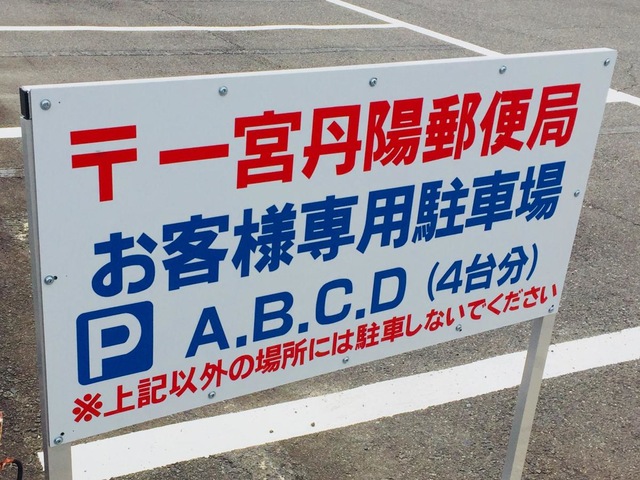 〒一宮丹陽郵便局
お客様専用駐車場
P A.B.C.D (4台分)
※上記以外の場所には駐車しないでください